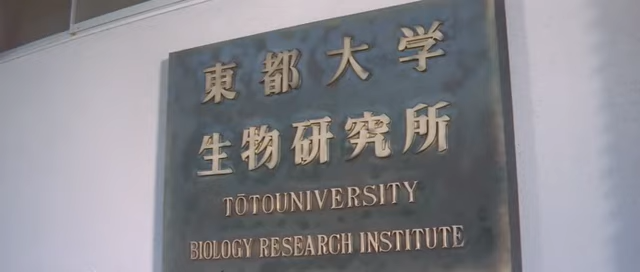 東都大学
生物研究所
TŌTOUNIVERSITY
BIOLOGY RESEARCH INSTITUTE